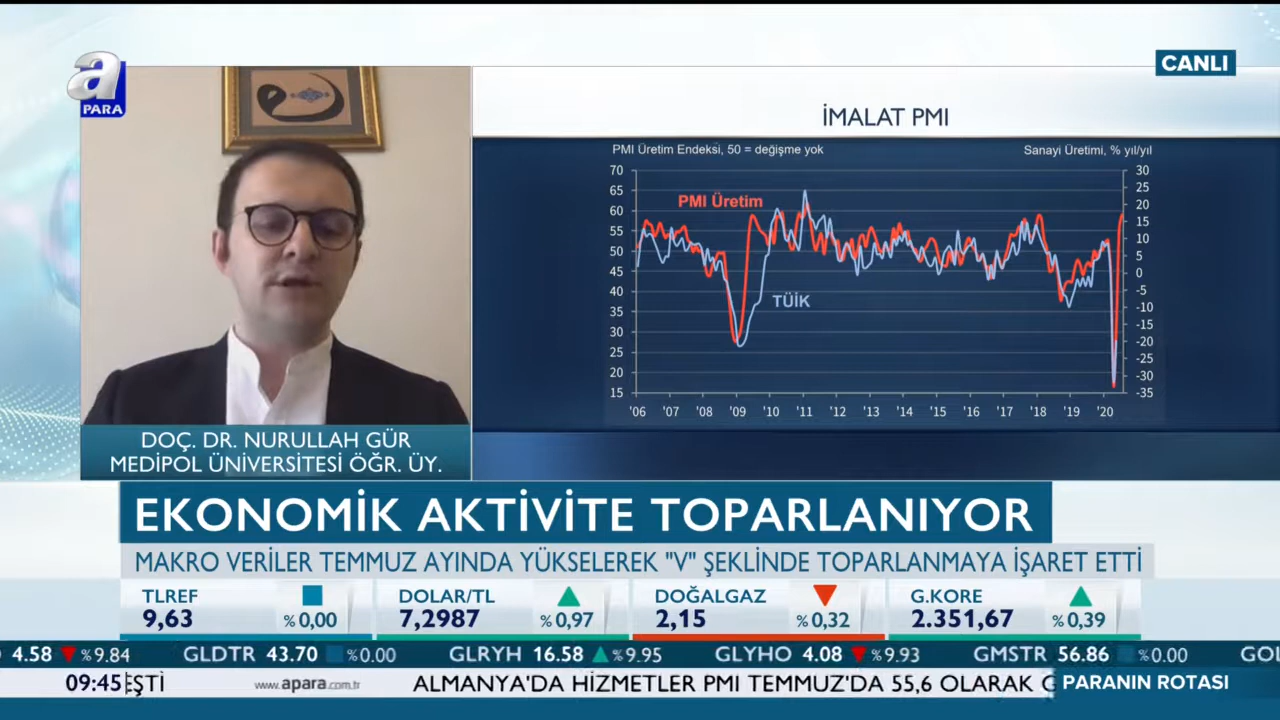 a
PARA
CANLI
İMALAT PMI
PMI Üretim Endeksi, 50 = değişme yok
Sanayi Üretimi, % yıl/yıl
70
65
60
55
50
45
40
35
30
25
20
15
PMI Üretim
TÜİK
30
25
20
15
10
5
0
-5
-10
-15
-20
-25
-30
-35
'06 '07 '08 '09 '10 '11 '12 '13 '14 '15 '16 '17 '18 '19 '20
DOÇ. DR. NURULLAH GÜR
MEDİPOL ÜNİVERSİTESİ ÖĞR. ÜY.
EKONOMİK AKTİVİTE TOPARLANIYOR
MAKRO VERİLER TEMMUZ AYINDA YÜKSELEREK "V" ŞEKLİNDE TOPARLANMAYA İŞARET ETTİ
TLREF DOLAR/TL DOĞALGAZ G.KORE
9,63 %0,00 7,2987 %0,97 2,15 %0,32 2.351,67 %0,39
4.58 %9.84 GLDTR 43.70 %0.00 GLRYH 16.58 %9.95 GLYHO 4.08 %9.93 GMSTR 56.86 %0.00 GOL
09:45 EŞTİ www.apara.com.tr ALMANYA'DA HİZMETLER PMI TEMMUZ'DA 55,6 OLARAK G PARANIN ROTASI